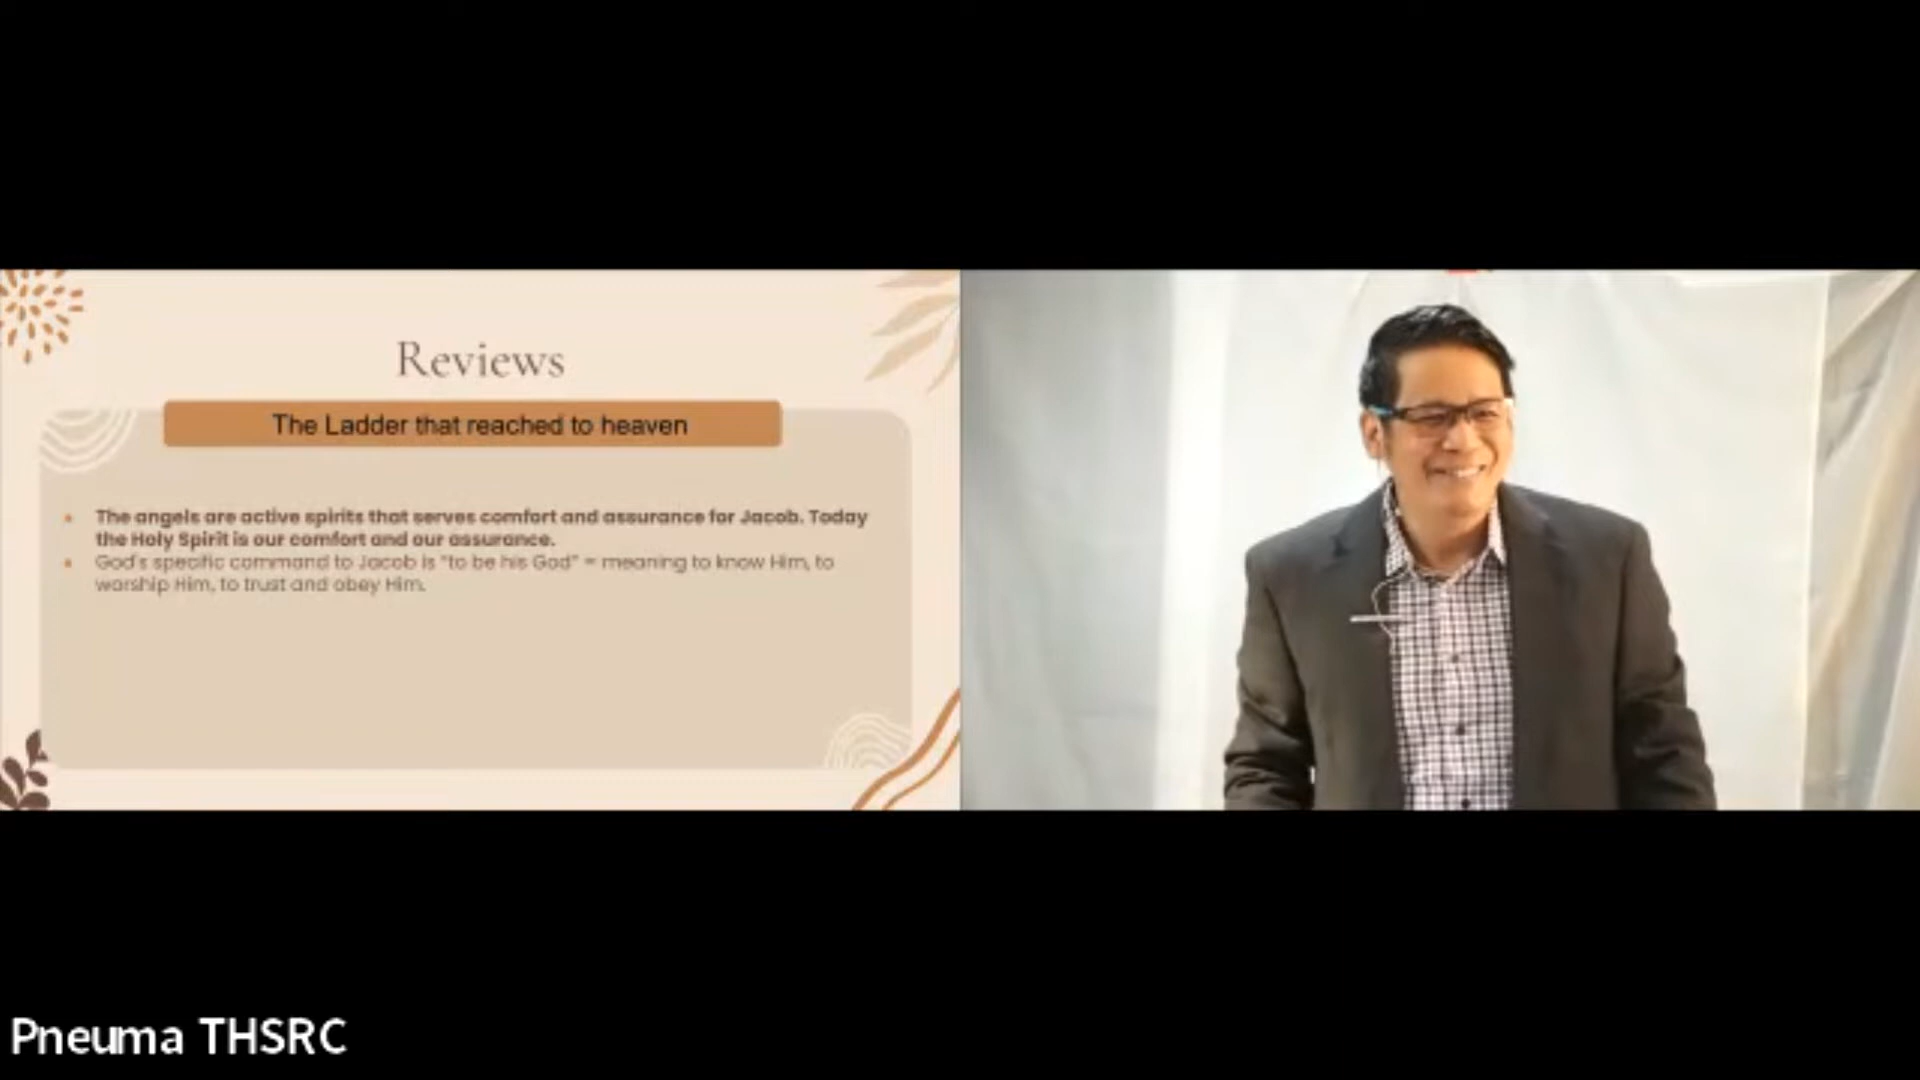 Reviews
The Ladder that reached to heaven
The angels are active spirits that serves comfort and assurance for Jacob. Today
the Holy Spirit is our comfort and our assurance.
God's specific command to Jacob is "to be his God" = meaning to know Him, to
worship Him, to trust and obey Him.
Pneuma THSRC